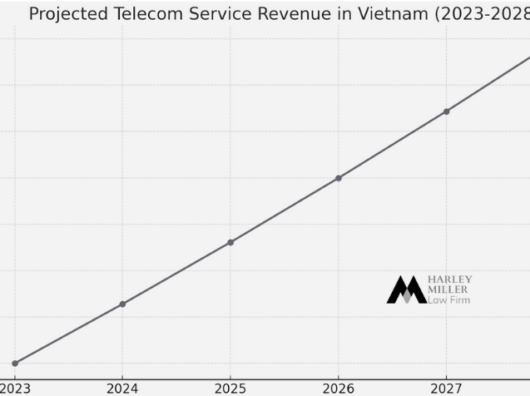 Projected Telecom Service Revenue in Vietnam (2023-2028
HARLEY
MILLER
Law Firm
2023 2024 2025 2026 2027